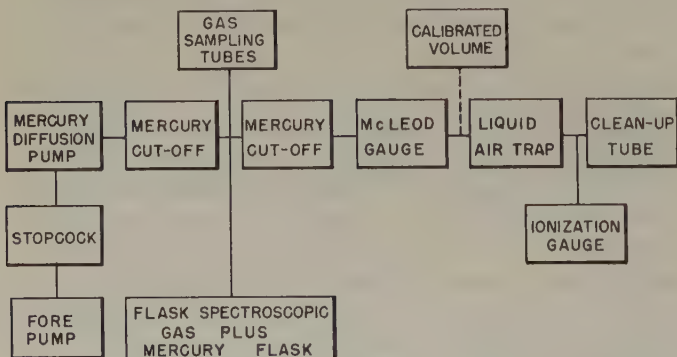 GAS
SAMPLING
TUBES
CALIBRATED
VOLUME
MERCURY
DIFFUSION
PUMP
MERCURY
CUT-OFF
MERCURY
CUT-OFF
McLEOD
GAUGE
LIQUID
AIR TRAP
CLEAN-UP
TUBE
STOPCOCK
IONIZATION
GAUGE
FORE
PUMP
FLASK SPECTROSCOPIC
GAS PLUS
MERCURY FLASK